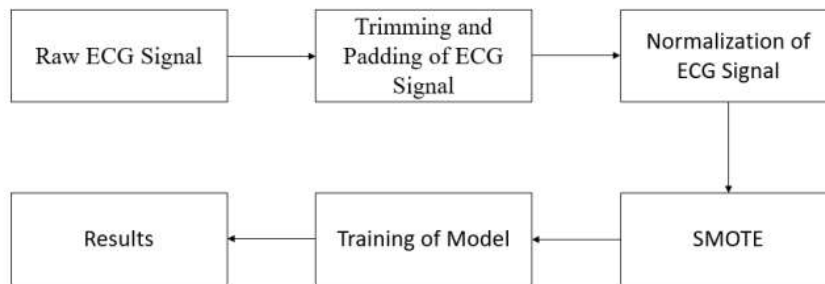 Raw ECG Signal
Trimming and
Padding of ECG
Signal
Normalization of
ECG Signal
Results
Training of Model
SMOTE